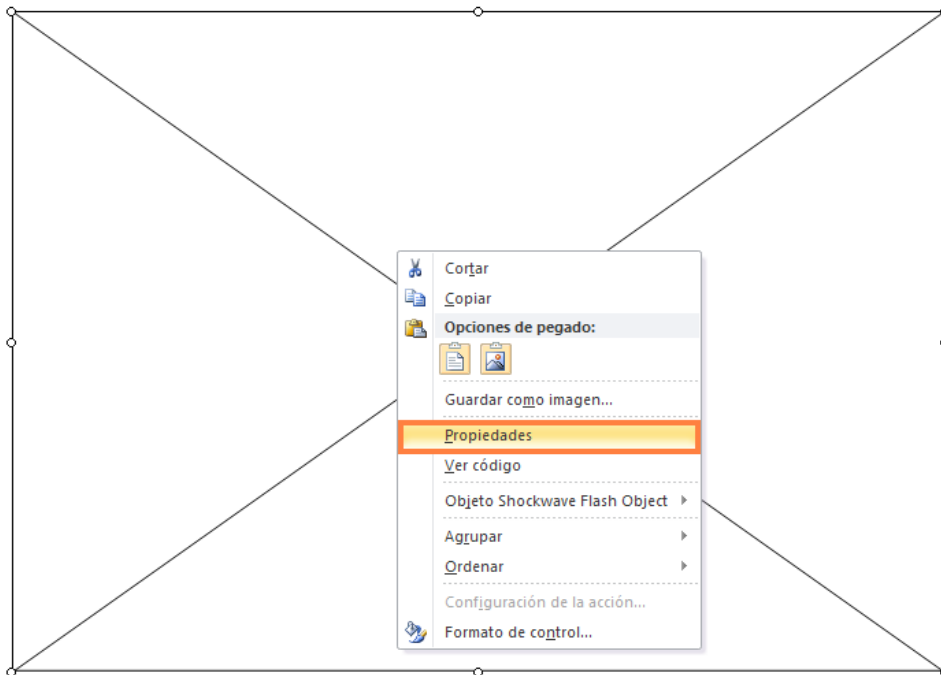 Cortar
Copiar
Opciones de pegado:
Guardar como imagen...
Propiedades
Ver código
Objeto Shockwave Flash Object
Agrupar
Ordenar
Configuración de la acción...
Formato de control...